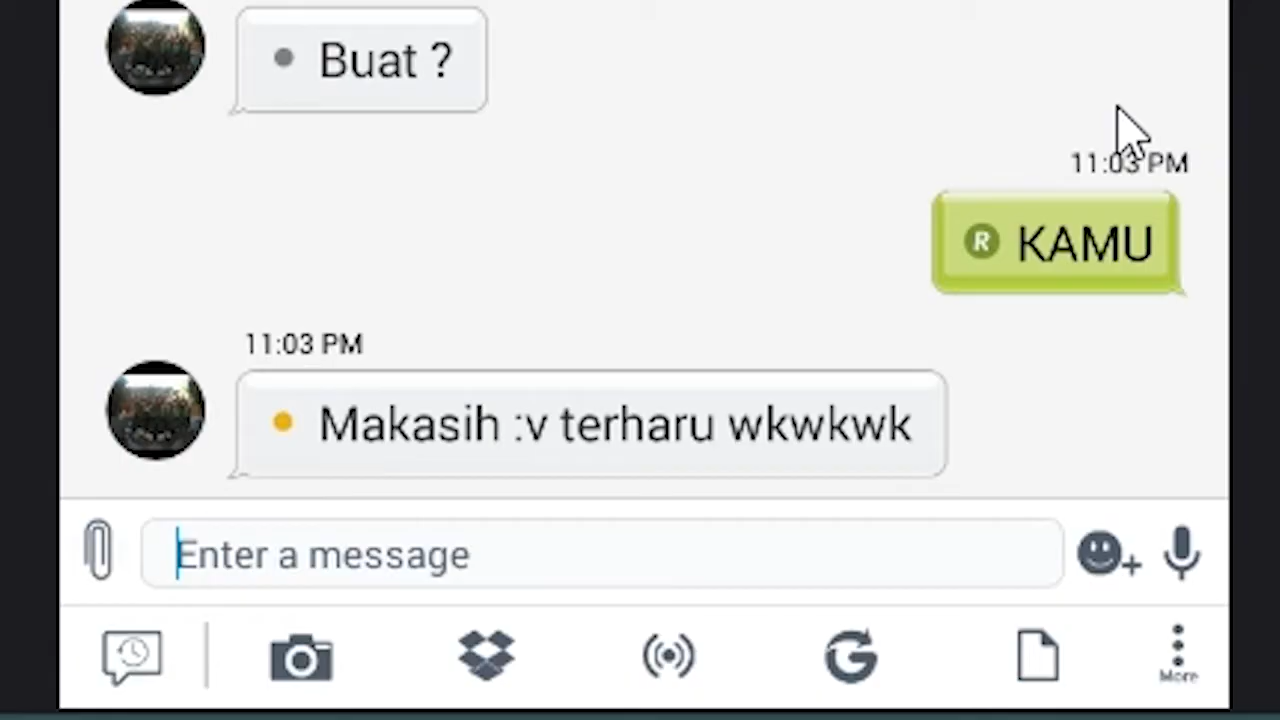 Buat ?
11:03 PM
R KAMU
11:03 PM
Makasih :v terharu wkwkwk
Enter a message
More